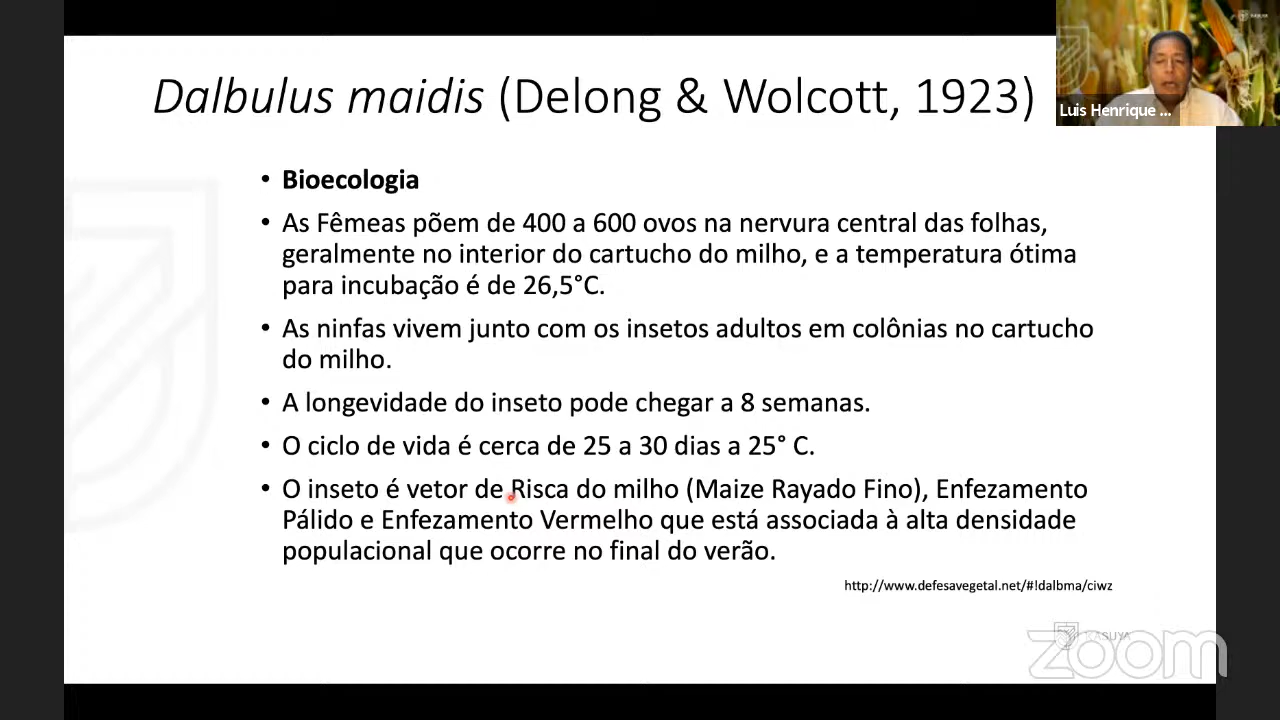 Dalbulus maidis (Delong & Wolcott, 1923)
Luis Henrique ...
• Bioecologia
• As Fêmeas põem de 400 a 600 ovos na nervura central das folhas,
geralmente no interior do cartucho do milho, e a temperatura ótima
para incubação é de 26,5°C.
• As ninfas vivem junto com os insetos adultos em colônias no cartucho
do milho.
• A longevidade do inseto pode chegar a 8 semanas.
• O ciclo de vida é cerca de 25 a 30 dias a 25° C.
• O inseto é vetor de Risca do milho (Maize Rayado Fino), Enfezamento
Pálido e Enfezamento Vermelho que está associada à alta densidade
populacional que ocorre no final do verão.
http://www.defesavegetal.net/#!dalbma/ciwz
KASUYA
zoom